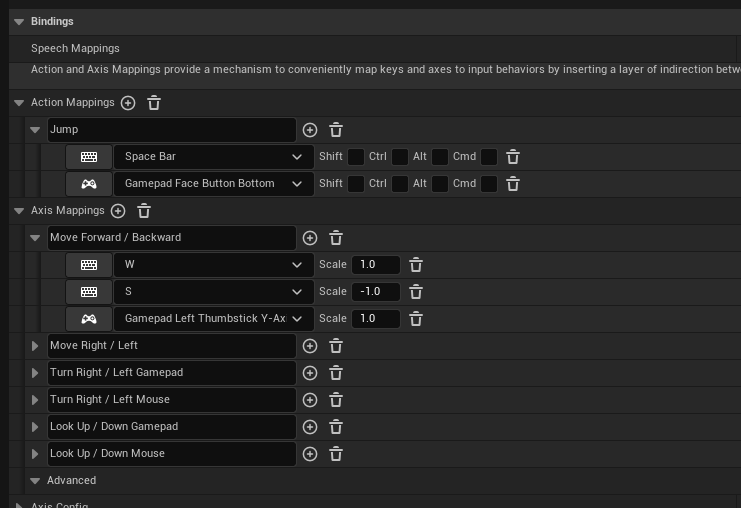 Bindings
Speech Mappings
Action and Axis Mappings provide a mechanism to conveniently map keys and axes to input behaviors by inserting a layer of indirection
Action Mappings
Jump
Space Bar Shift Ctrl Alt Cmd
Gamepad Face Button Bottom Shift Ctrl Alt Cmd
Axis Mappings
Move Forward / Backward
W Scale 1.0
S Scale -1.0
Gamepad Left Thumbstick Y-Axi Scale 1.0
Move Right / Left
Turn Right / Left Gamepad
Turn Right / Left Mouse
Look Up / Down Gamepad
Look Up / Down Mouse
Advanced
Axis Config